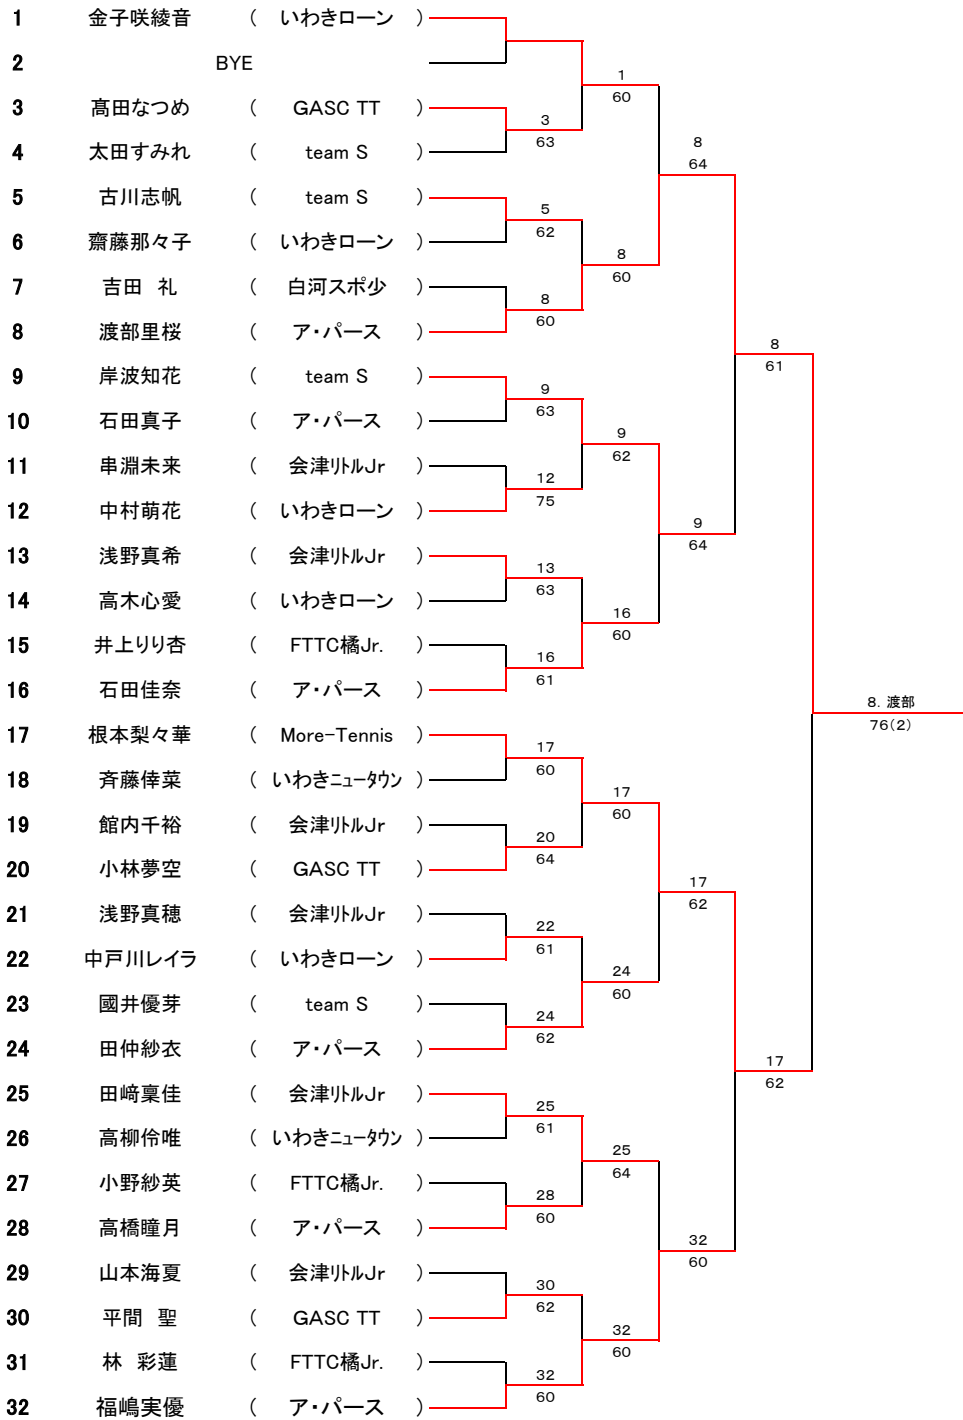 1 金子咲綾音 ( いわきローン )
2 BYE
3 髙田なつめ ( GASC TT )
4 太田すみれ ( team S )
5 古川志帆 ( team S )
6 齋藤那々子 ( いわきローン )
7 吉田　礼 ( 白河スポ少 )
8 渡部里桜 ( ア・パース )
9 岸波知花 ( team S )
10 石田真子 ( ア・パース )
11 串淵未来 ( 会津リトルJr )
12 中村萌花 ( いわきローン )
13 浅野真希 ( 会津リトルJr )
14 高木心愛 ( いわきローン )
15 井上りり杏 ( FTTC橘Jr. )
16 石田佳奈 ( ア・パース )
17 根本梨々華 ( More-Tennis )
18 斉藤倖菜 ( いわきニュータウン )
19 館内千裕 ( 会津リトルJr )
20 小林夢空 ( GASC TT )
21 浅野真穂 ( 会津リトルJr )
22 中戸川レイラ ( いわきローン )
23 國井優芽 ( team S )
24 田仲紗衣 ( ア・パース )
25 田﨑稟佳 ( 会津リトルJr )
26 高柳伶唯 ( いわきニュータウン )
27 小野紗英 ( FTTC橘Jr. )
28 高橋瞳月 ( ア・パース )
29 山本海夏 ( 会津リトルJr )
30 平間　聖 ( GASC TT )
31 林　彩蓮 ( FTTC橘Jr. )
32 福嶋実優 ( ア・パース )
3
63
5
62
8
60
9
63
12
75
13
63
16
61
17
60
20
64
22
61
24
62
25
61
28
60
30
62
32
60
1
60
8
60
9
62
16
60
17
60
24
60
25
64
32
60
8
64
9
64
17
62
32
60
8
61
17
62
8. 渡部
76(2)